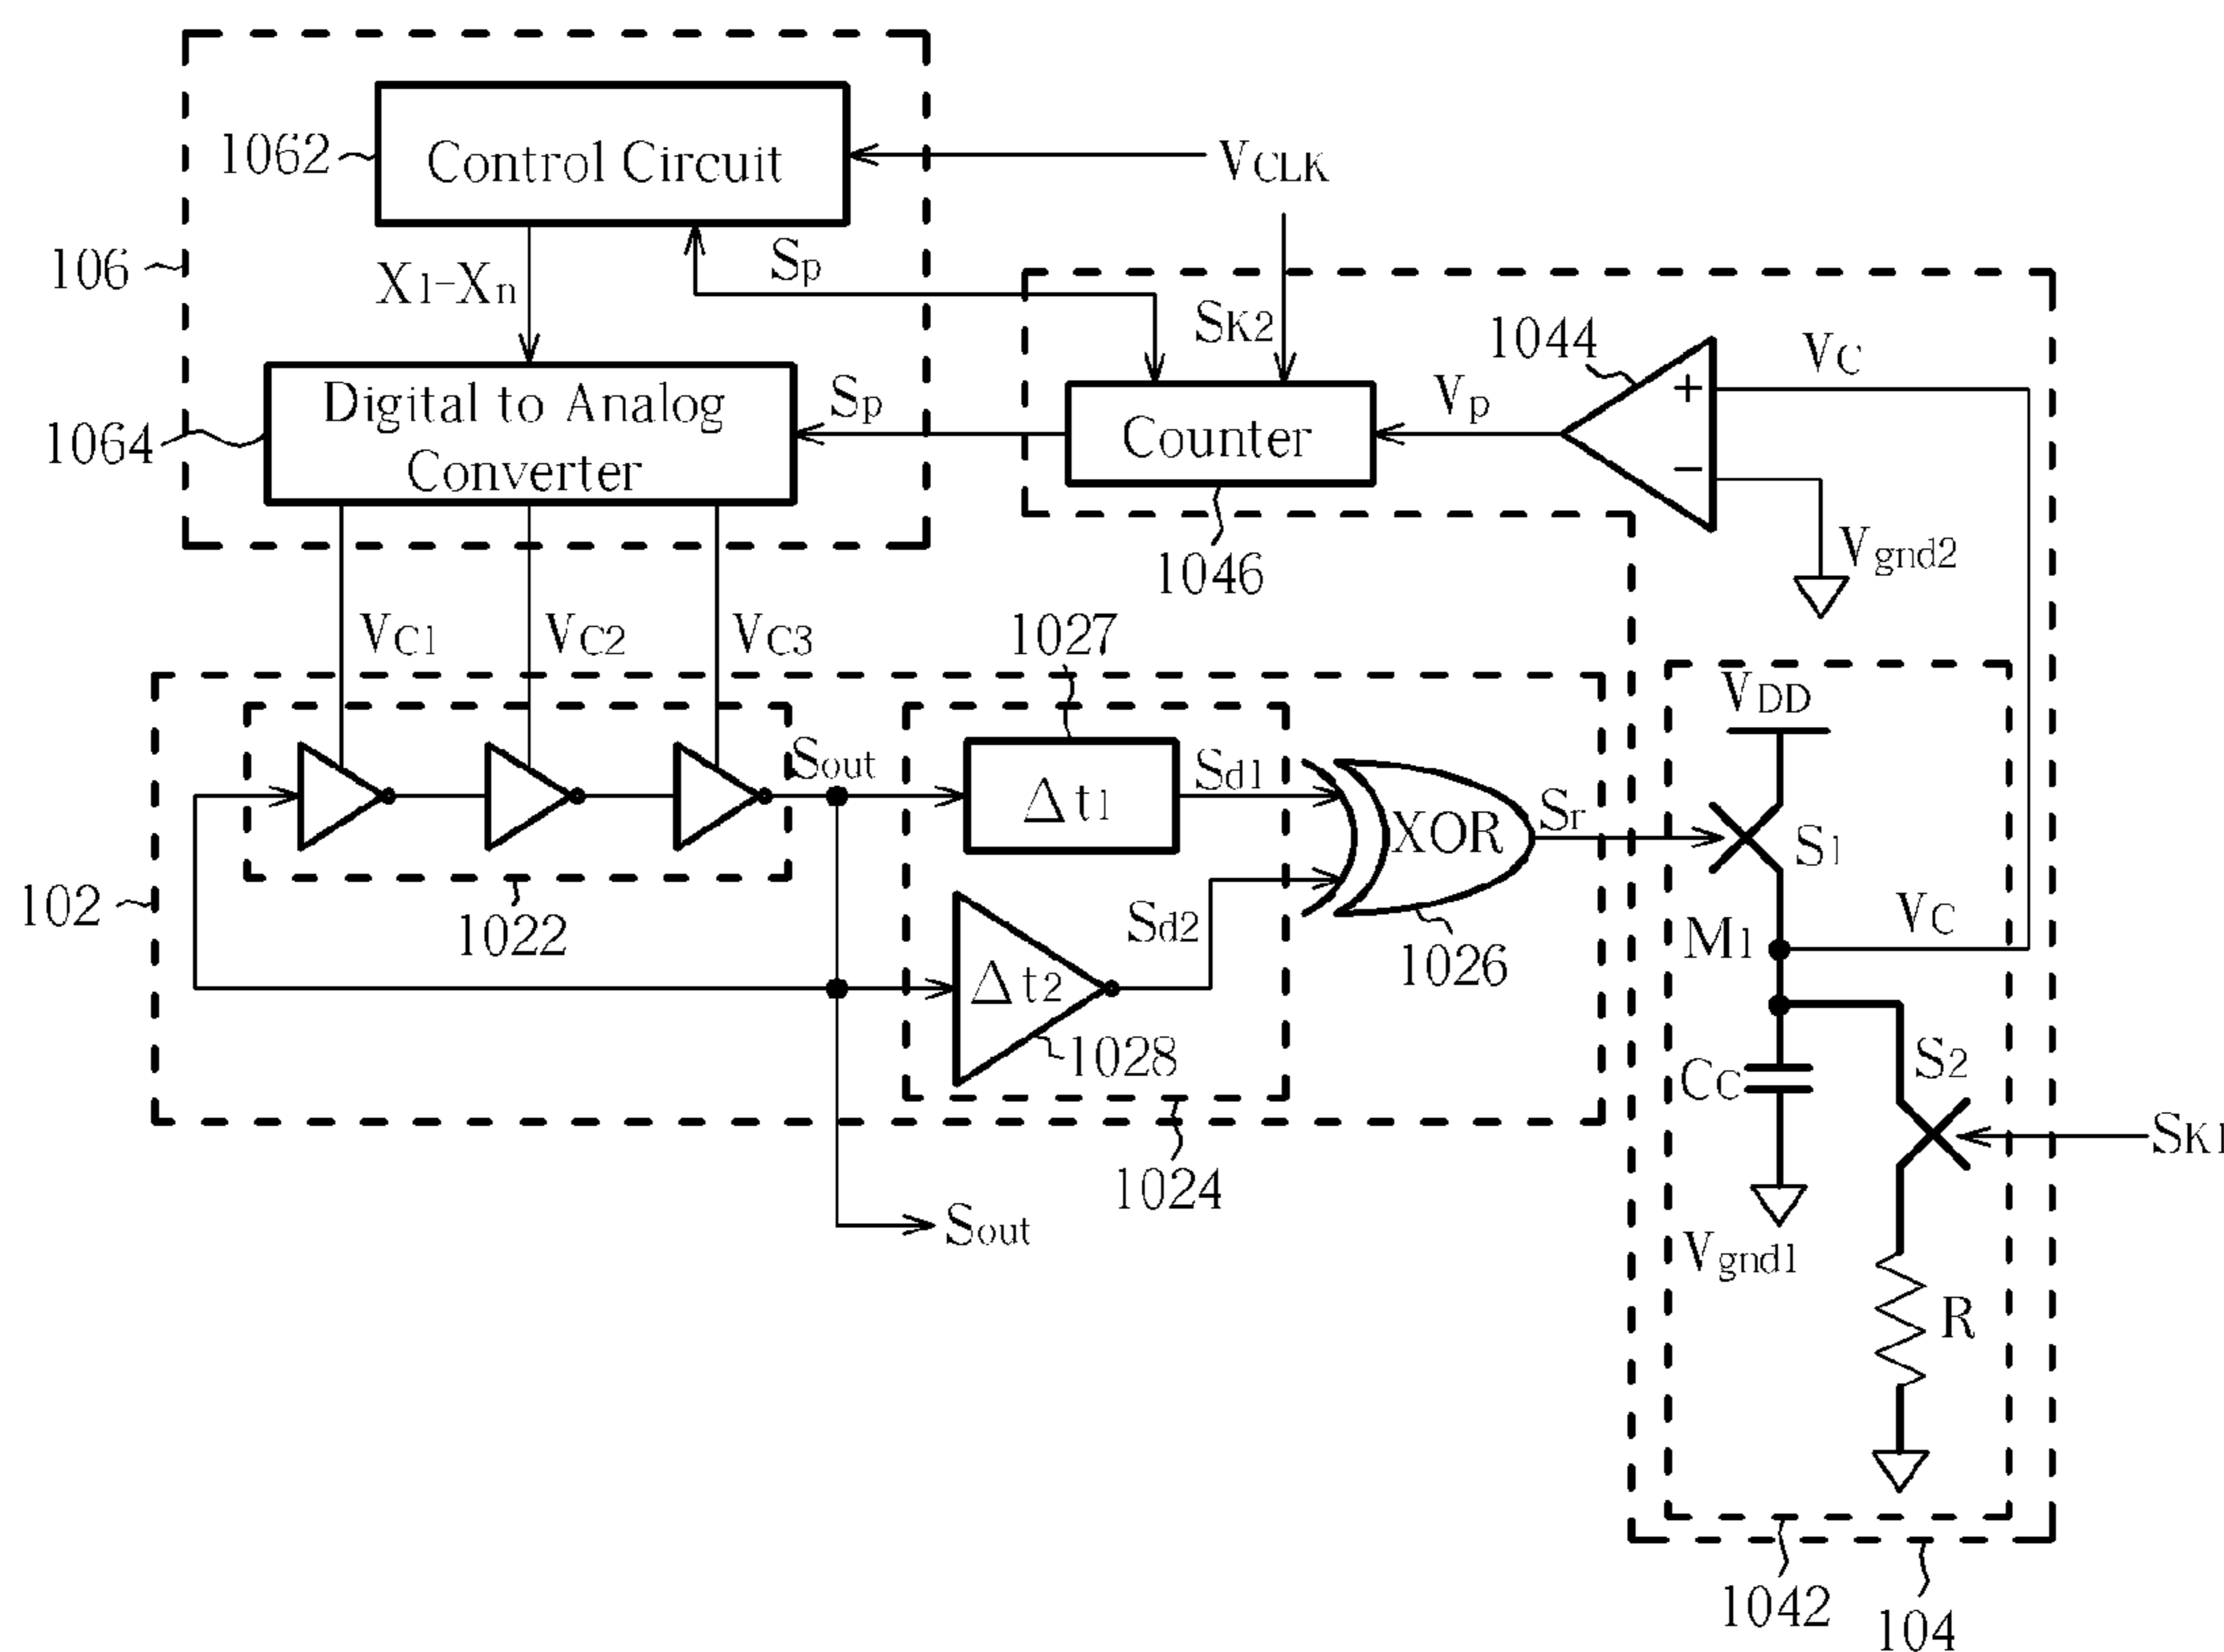 1062
Control Circuit
VCLK
106
X1-Xn
Sp
SK2
1044
VC
+
Digital to Analog
Converter
1064
Sp
Counter
Vp
−
1046
Vgnd2
VC1
VC2
VC3
1027
VDD
Sout
Δt1
Sd1
XOR
Sr
S1
102
1022
Sd2
1026
M1
VC
Δt2
1028
CC
S2
SK1
1024
Sout
Vgnd1
R
1042
104